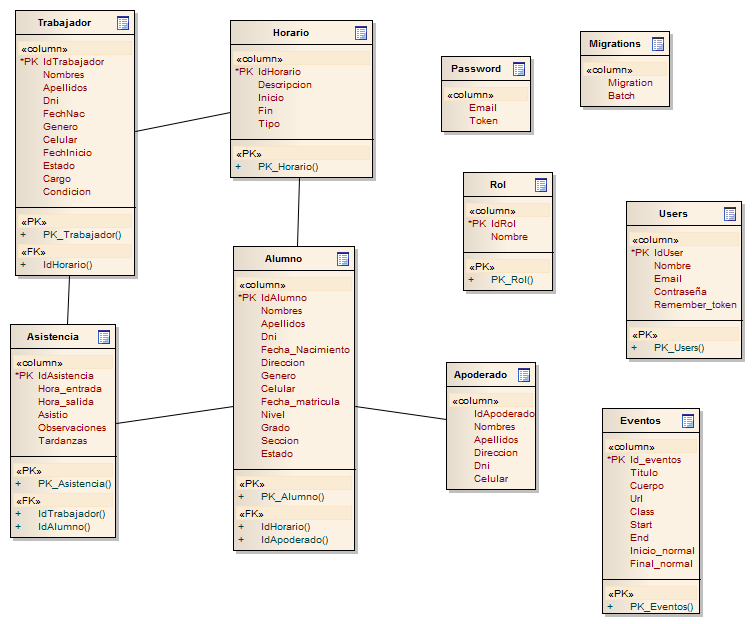 Trabajador
«column»
*PK IdTrabajador
Nombres
Apellidos
Dni
FechNac
Genero
Celular
FechInicio
Estado
Cargo
Condicion
«PK»
+ PK_Trabajador()
«FK»
+ IdHorario()
Horario
«column»
*PK IdHorario
Descripcion
Inicio
Fin
Tipo
«PK»
+ PK_Horario()
Password
«column»
Email
Token
Migrations
«column»
Migration
Batch
Rol
«column»
*PK IdRol
Nombre
«PK»
+ PK_Rol()
Users
«column»
*PK IdUser
Nombre
Email
Contraseña
Remember_token
«PK»
+ PK_Users()
Asistencia
«column»
*PK IdAsistencia
Hora_entrada
Hora_salida
Asistio
Observaciones
Tardanzas
«PK»
+ PK_Asistencia()
«FK»
+ IdTrabajador()
+ IdAlumno()
Alumno
«column»
*PK IdAlumno
Nombres
Apellidos
Dni
Fecha_Nacimiento
Direccion
Genero
Celular
Fecha_matricula
Nivel
Grado
Seccion
Estado
«PK»
+ PK_Alumno()
«FK»
+ IdHorario()
+ IdApoderado()
Apoderado
«column»
IdApoderado
Nombres
Apellidos
Direccion
Dni
Celular
Eventos
«column»
*PK Id_eventos
Titulo
Cuerpo
Url
Class
Start
End
Inicio_normal
Final_normal
«PK»
+ PK_Eventos()